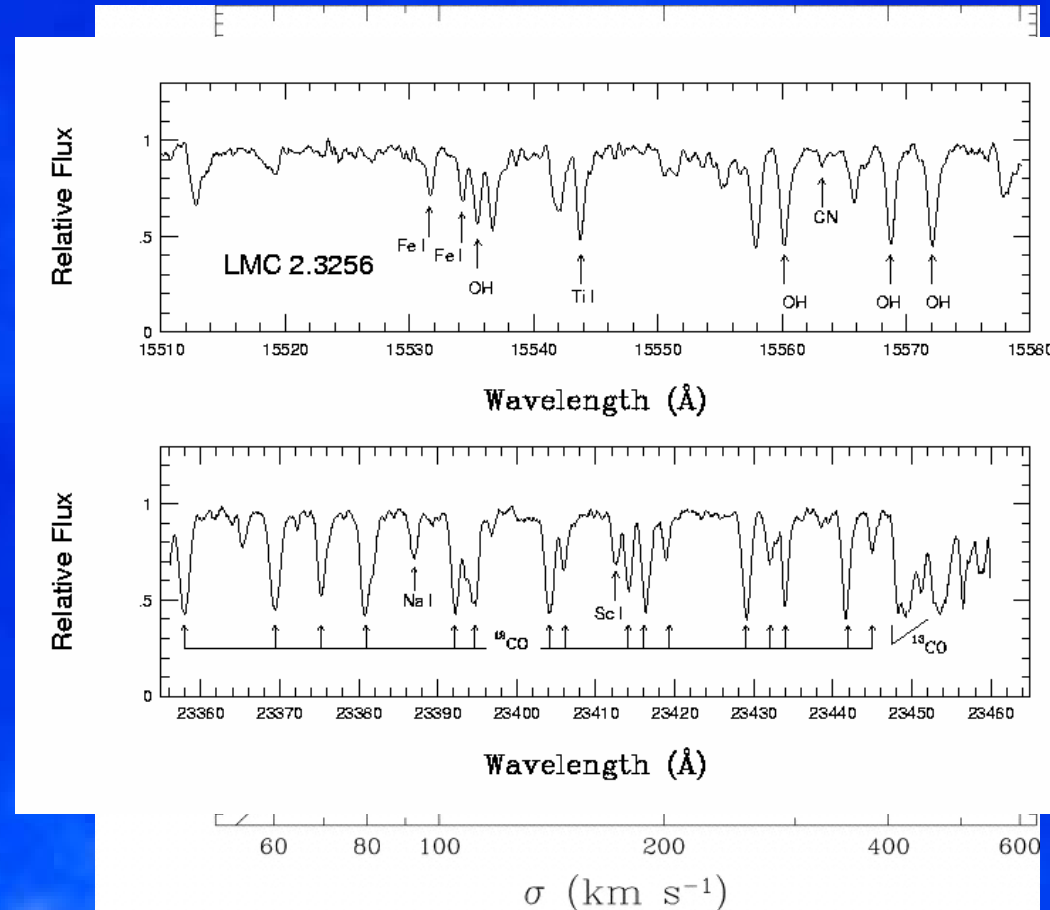 Relative Flux
1
.5
0
Fe I
Fe I
OH
Ti I
OH
CN
OH
OH
LMC 2.3256
15510 15520 15530 15540 15550 15560 15570 15580
Wavelength (Å)
Relative Flux
1
.5
0
Na I
Sc I
¹³CO
23360 23370 23380 23390 23400 23410 23420 23430 23440 23450 23460
Wavelength (Å)
60 80 100 200 400 600
σ (km s⁻¹)